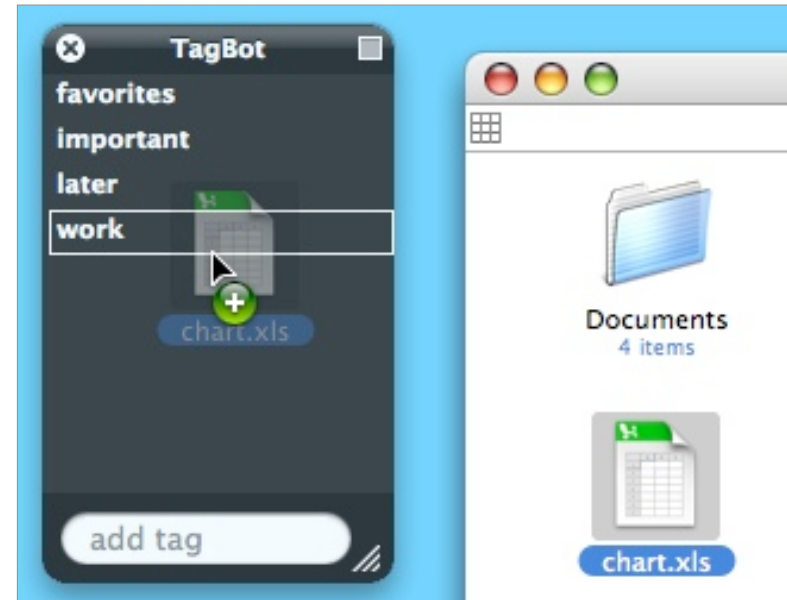 TagBot
favorites
important
later
work
chart.xls
add tag
Documents
4 items
chart.xls